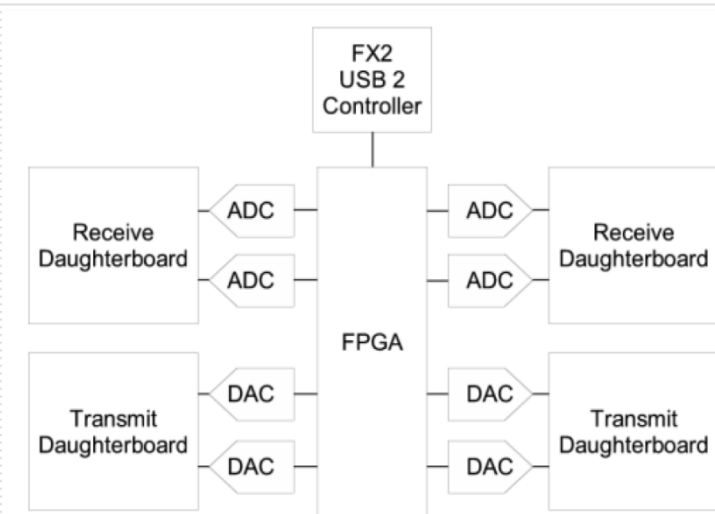 FX2
USB 2
Controller
Receive
Daughterboard
ADC
ADC
ADC
ADC
Receive
Daughterboard
FPGA
Transmit
Daughterboard
DAC
DAC
DAC
DAC
Transmit
Daughterboard